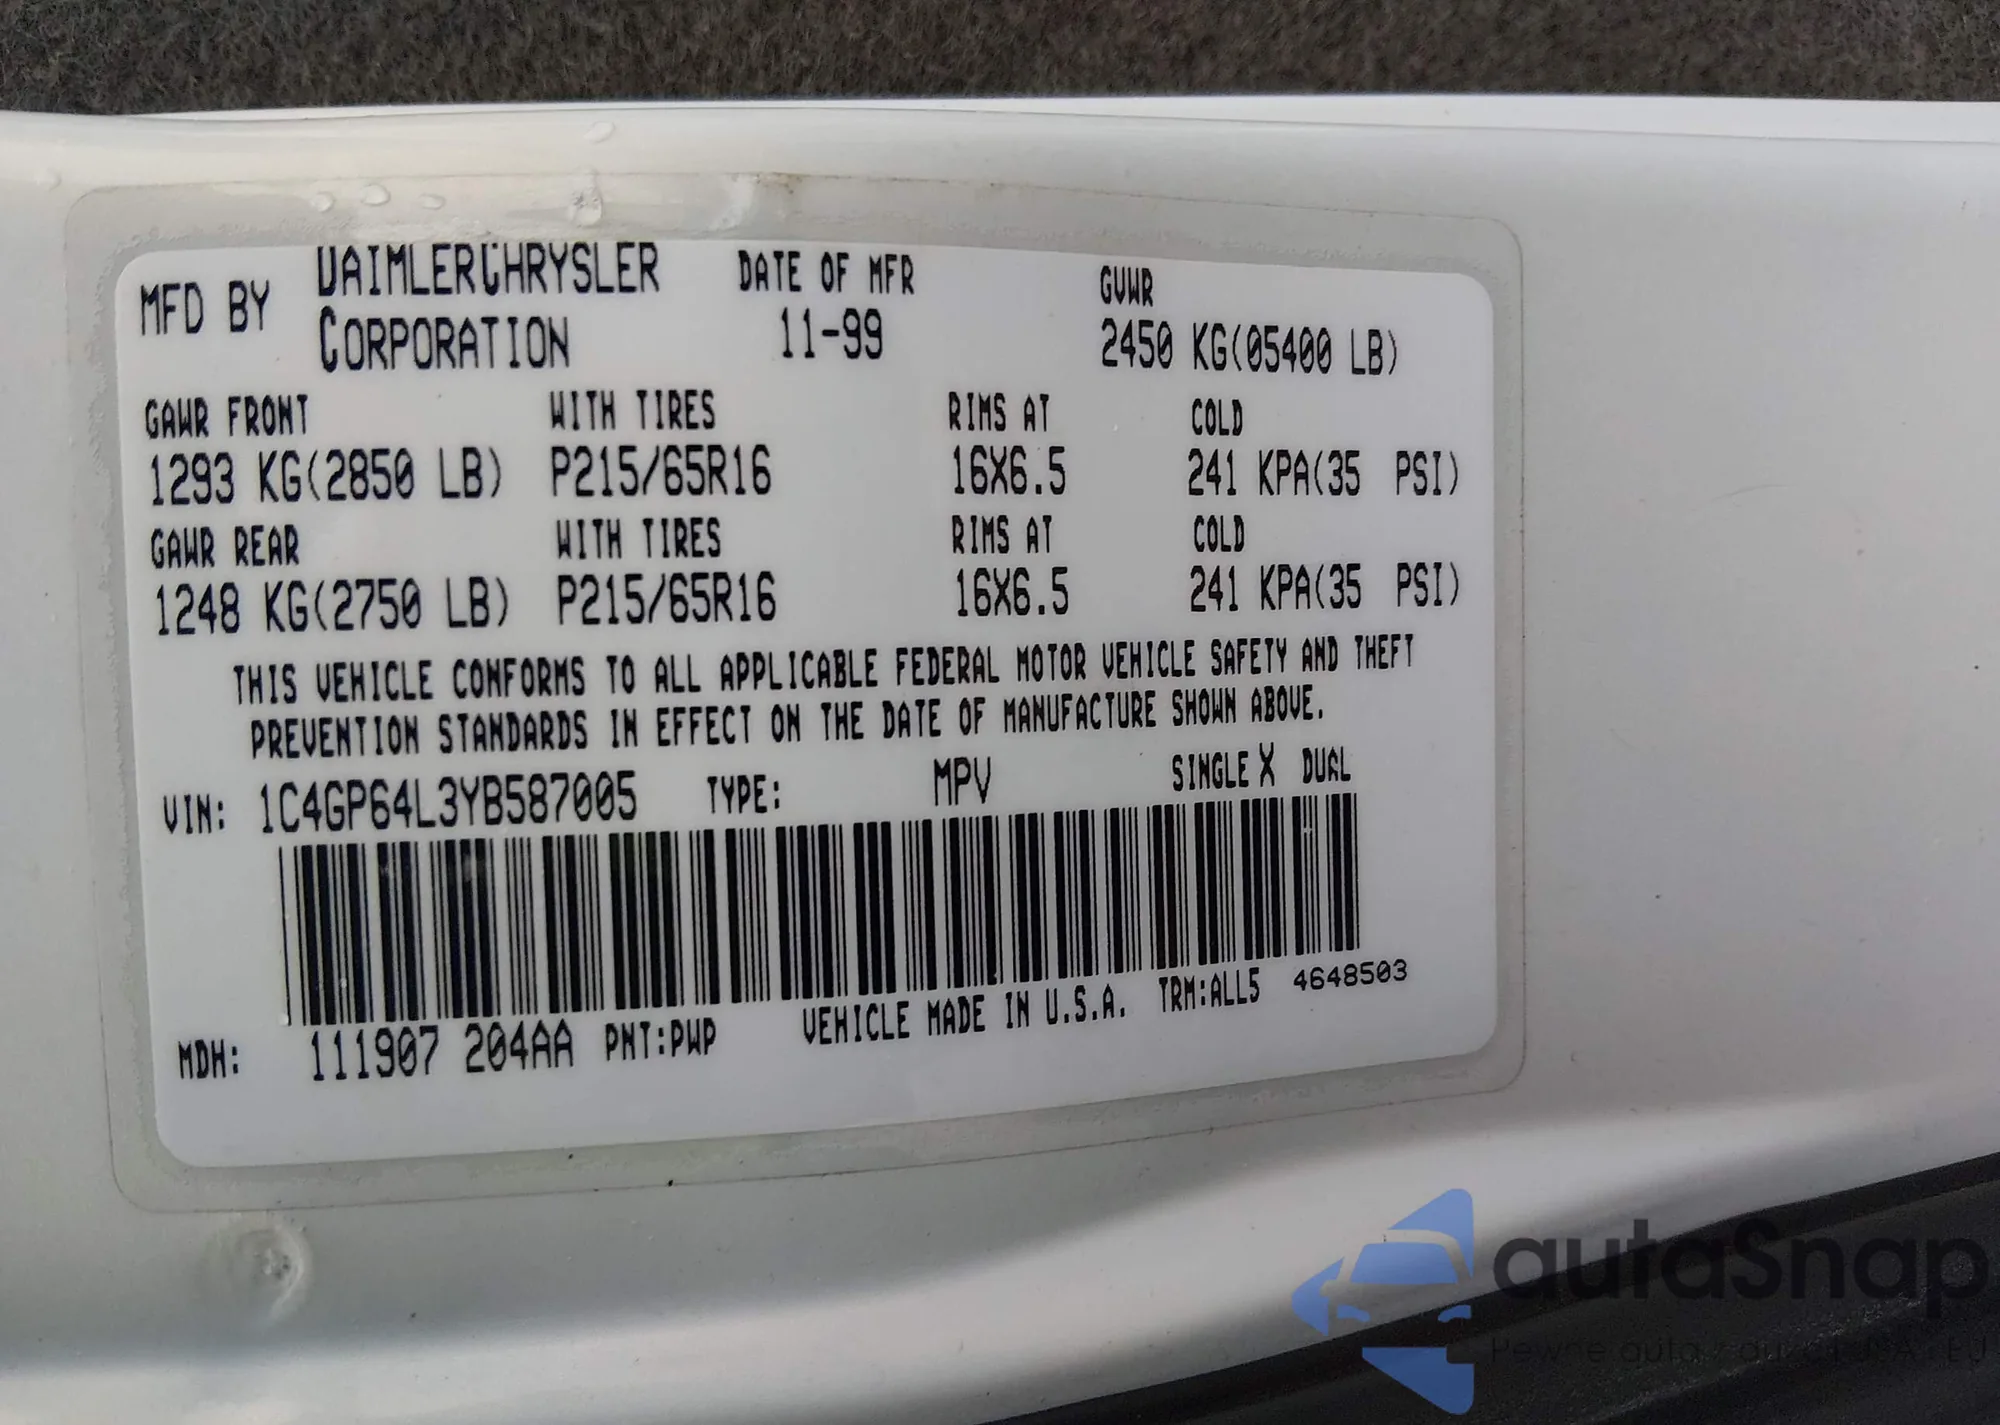 MFD BY DAIMLERCHRYSLER CORPORATION DATE OF MFR 11-99 GVWR 2450 KG(05400 LB)
GAWR FRONT WITH TIRES RIMS AT COLD
1293 KG(2850 LB) P215/65R16 16X6.5 241 KPA(35 PSI)
GAWR REAR WITH TIRES RIMS AT COLD
1248 KG(2750 LB) P215/65R16 16X6.5 241 KPA(35 PSI)
THIS VEHICLE CONFORMS TO ALL APPLICABLE FEDERAL MOTOR VEHICLE SAFETY AND THEFT
PREVENTION STANDARDS IN EFFECT ON THE DATE OF MANUFACTURE SHOWN ABOVE.
VIN: 1C4GP64L3YB587005 TYPE: MPV SINGLE X DUAL
MDH: 111907 204AA PNT:PWP VEHICLE MADE IN U.S.A. TRM:ALL5 4648503
autaSnap
Pewne auta z